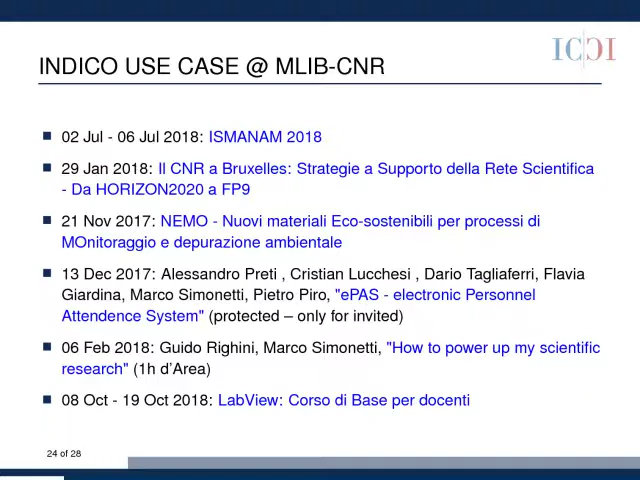 INDICO USE CASE @ MLIB-CNR
ICCI
02 Jul - 06 Jul 2018: ISMANAM 2018
29 Jan 2018: Il CNR a Bruxelles: Strategie a Supporto della Rete Scientifica
- Da HORIZON2020 a FP9
21 Nov 2017: NEMO - Nuovi materiali Eco-sostenibili per processi di
MOnitoraggio e depurazione ambientale
13 Dec 2017: Alessandro Preti , Cristian Lucchesi , Dario Tagliaferri, Flavia
Giardina, Marco Simonetti, Pietro Piro, "ePAS - electronic Personnel
Attendence System" (protected – only for invited)
06 Feb 2018: Guido Righini, Marco Simonetti, "How to power up my scientific
research" (1h d'Area)
08 Oct - 19 Oct 2018: LabView: Corso di Base per docenti
24 of 28